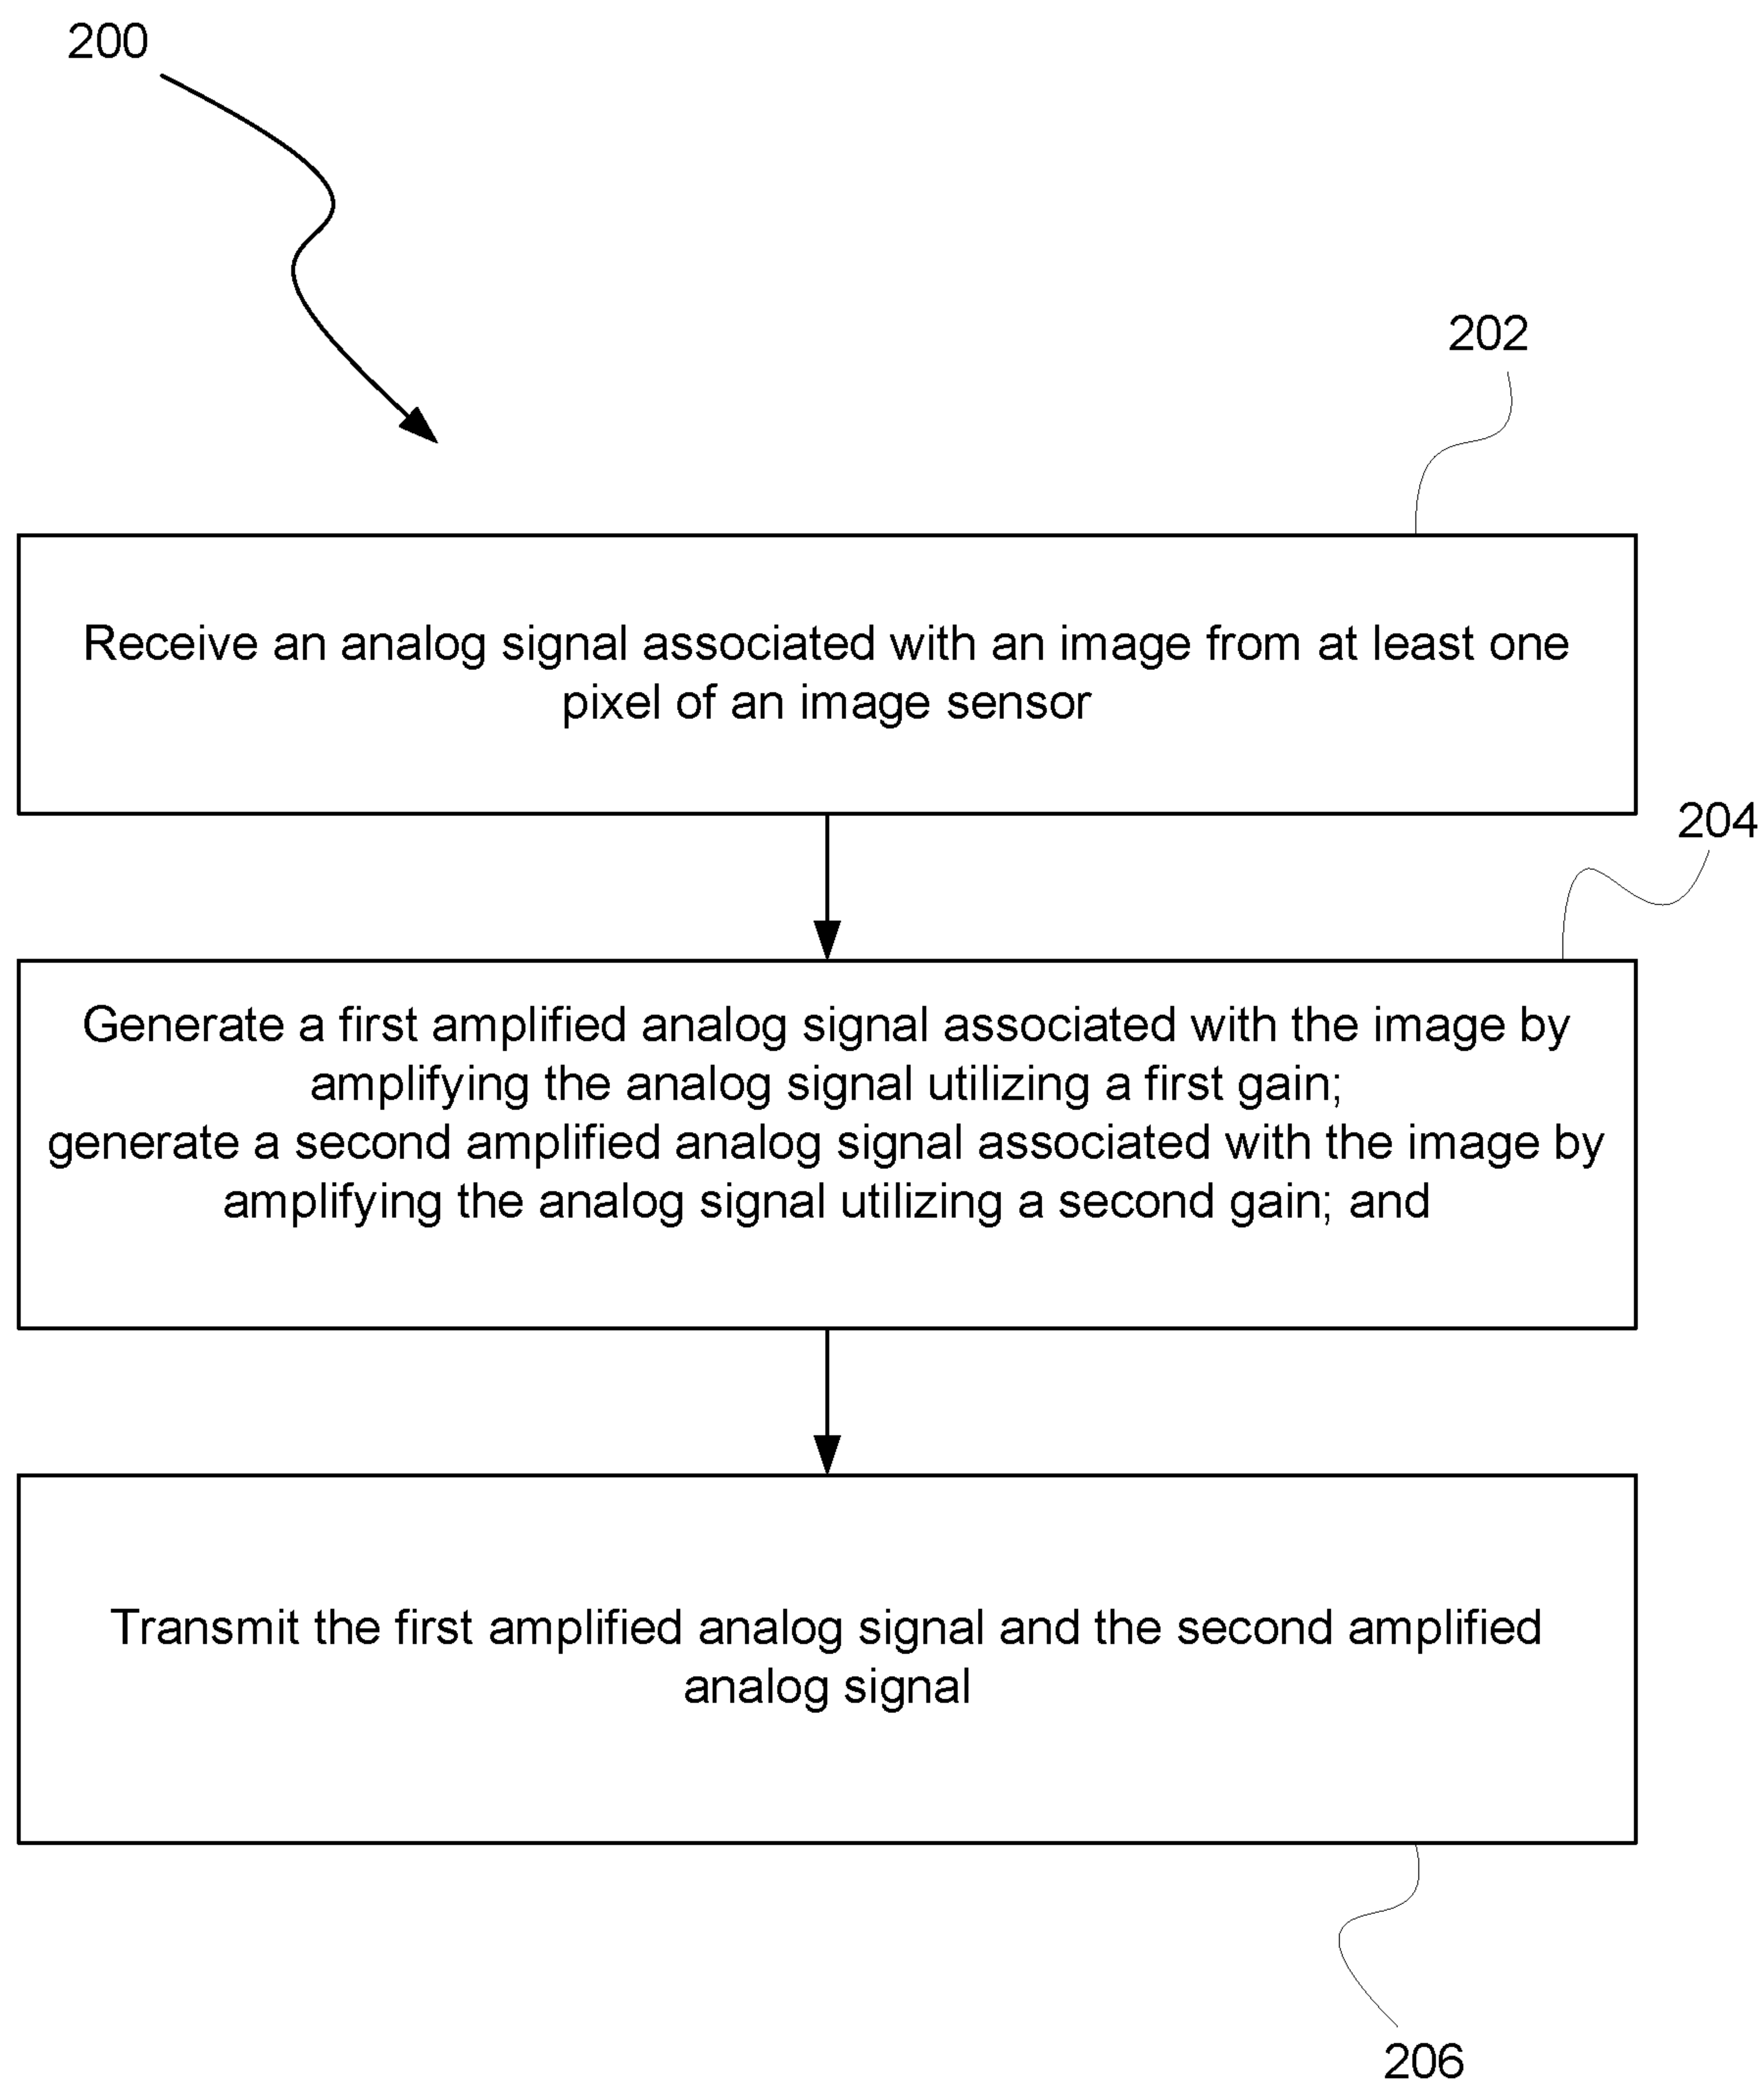 200
202
Receive an analog signal associated with an image from at least one
pixel of an image sensor
204
Generate a first amplified analog signal associated with the image by
amplifying the analog signal utilizing a first gain;
generate a second amplified analog signal associated with the image by
amplifying the analog signal utilizing a second gain; and
Transmit the first amplified analog signal and the second amplified
analog signal
206